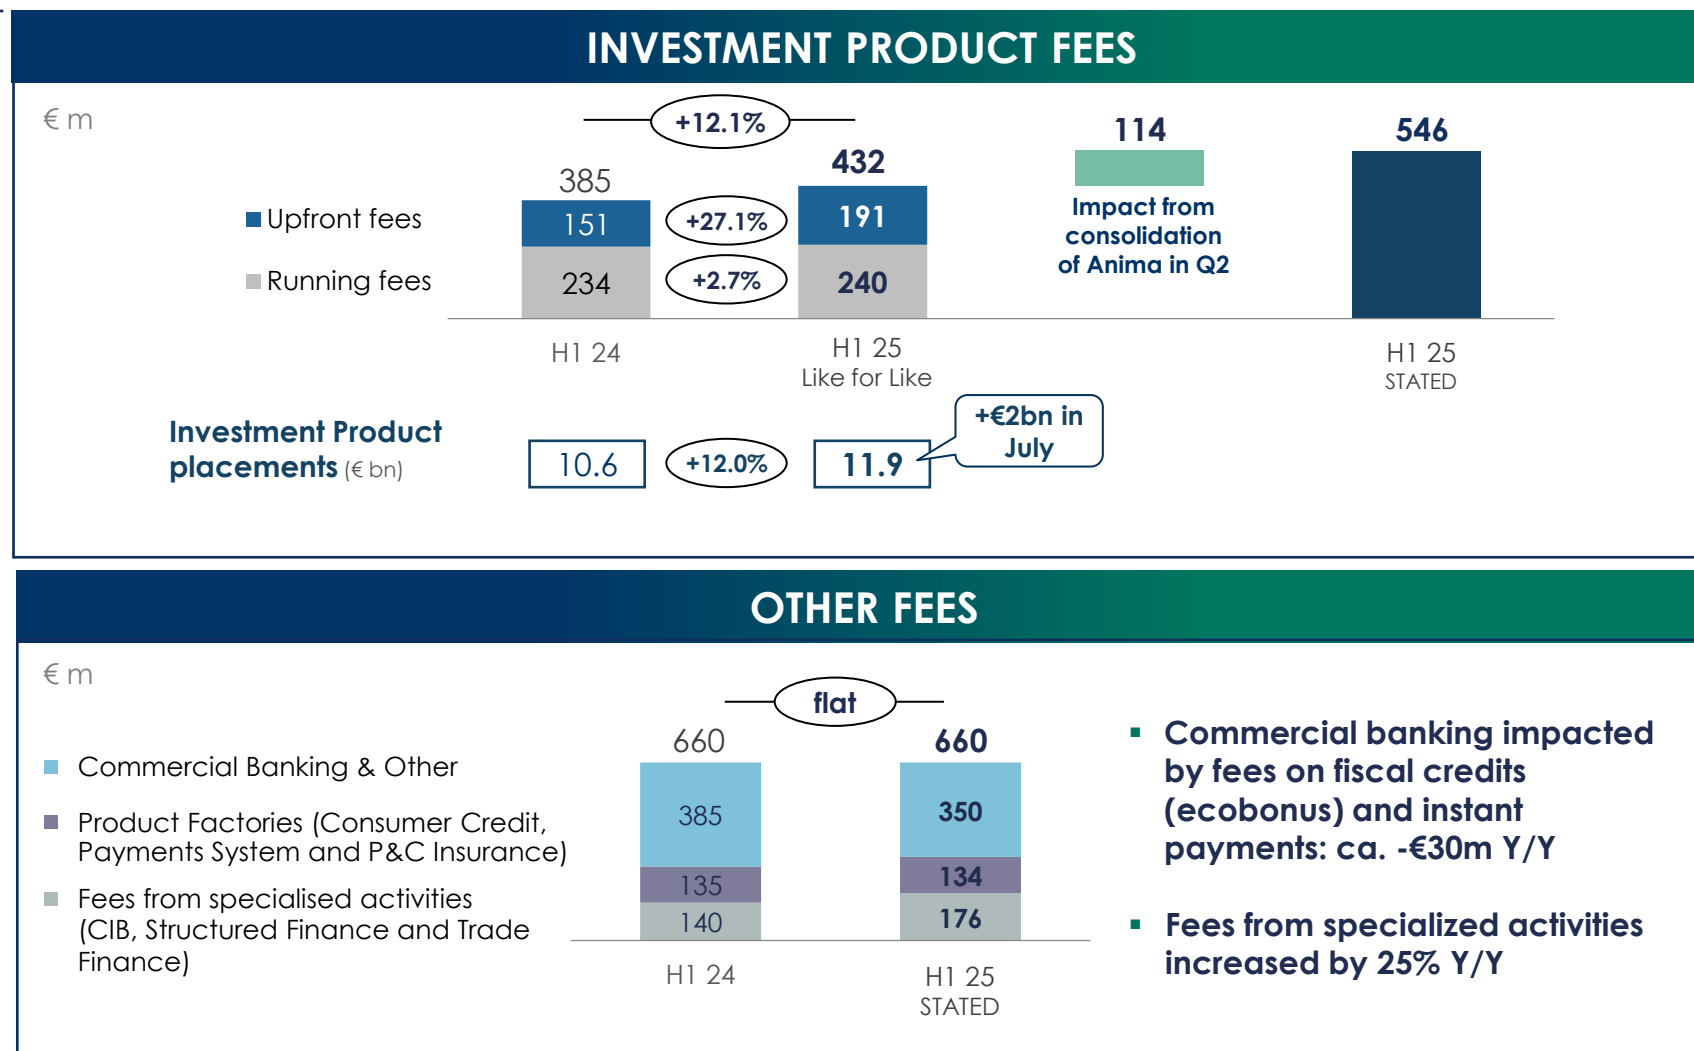 INVESTMENT PRODUCT FEES
€ m
+12.1%
385
432
114
546
Upfront fees
151
+27.1%
191
Running fees
234
+2.7%
240
Impact from
consolidation
of Anima in Q2
H1 24
H1 25
Like for Like
H1 25
STATED
Investment Product
placements (€ bn)
10.6
+12.0%
11.9
+€2bn in
July
OTHER FEES
€ m
flat
660
660
Commercial Banking & Other
385
350
Product Factories (Consumer Credit,
Payments System and P&C Insurance)
135
134
Fees from specialised activities
(CIB, Structured Finance and Trade
Finance)
140
176
H1 24
H1 25
STATED
▪ Commercial banking impacted
by fees on fiscal credits
(ecobonus) and instant
payments: ca. -€30m Y/Y
▪ Fees from specialized activities
increased by 25% Y/Y